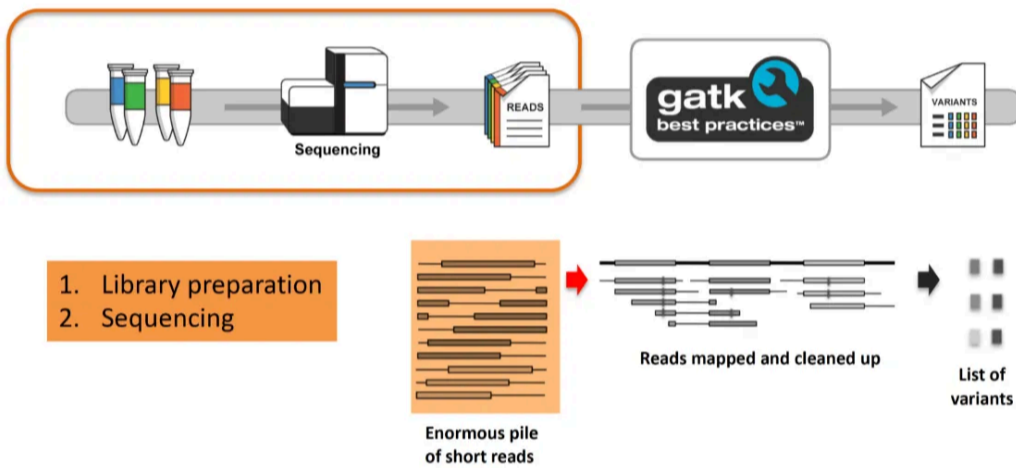 READS
gatk
best practices™
VARIANTS
Sequencing
1. Library preparation
2. Sequencing
Reads mapped and cleaned up
List of
variants
Enormous pile
of short reads